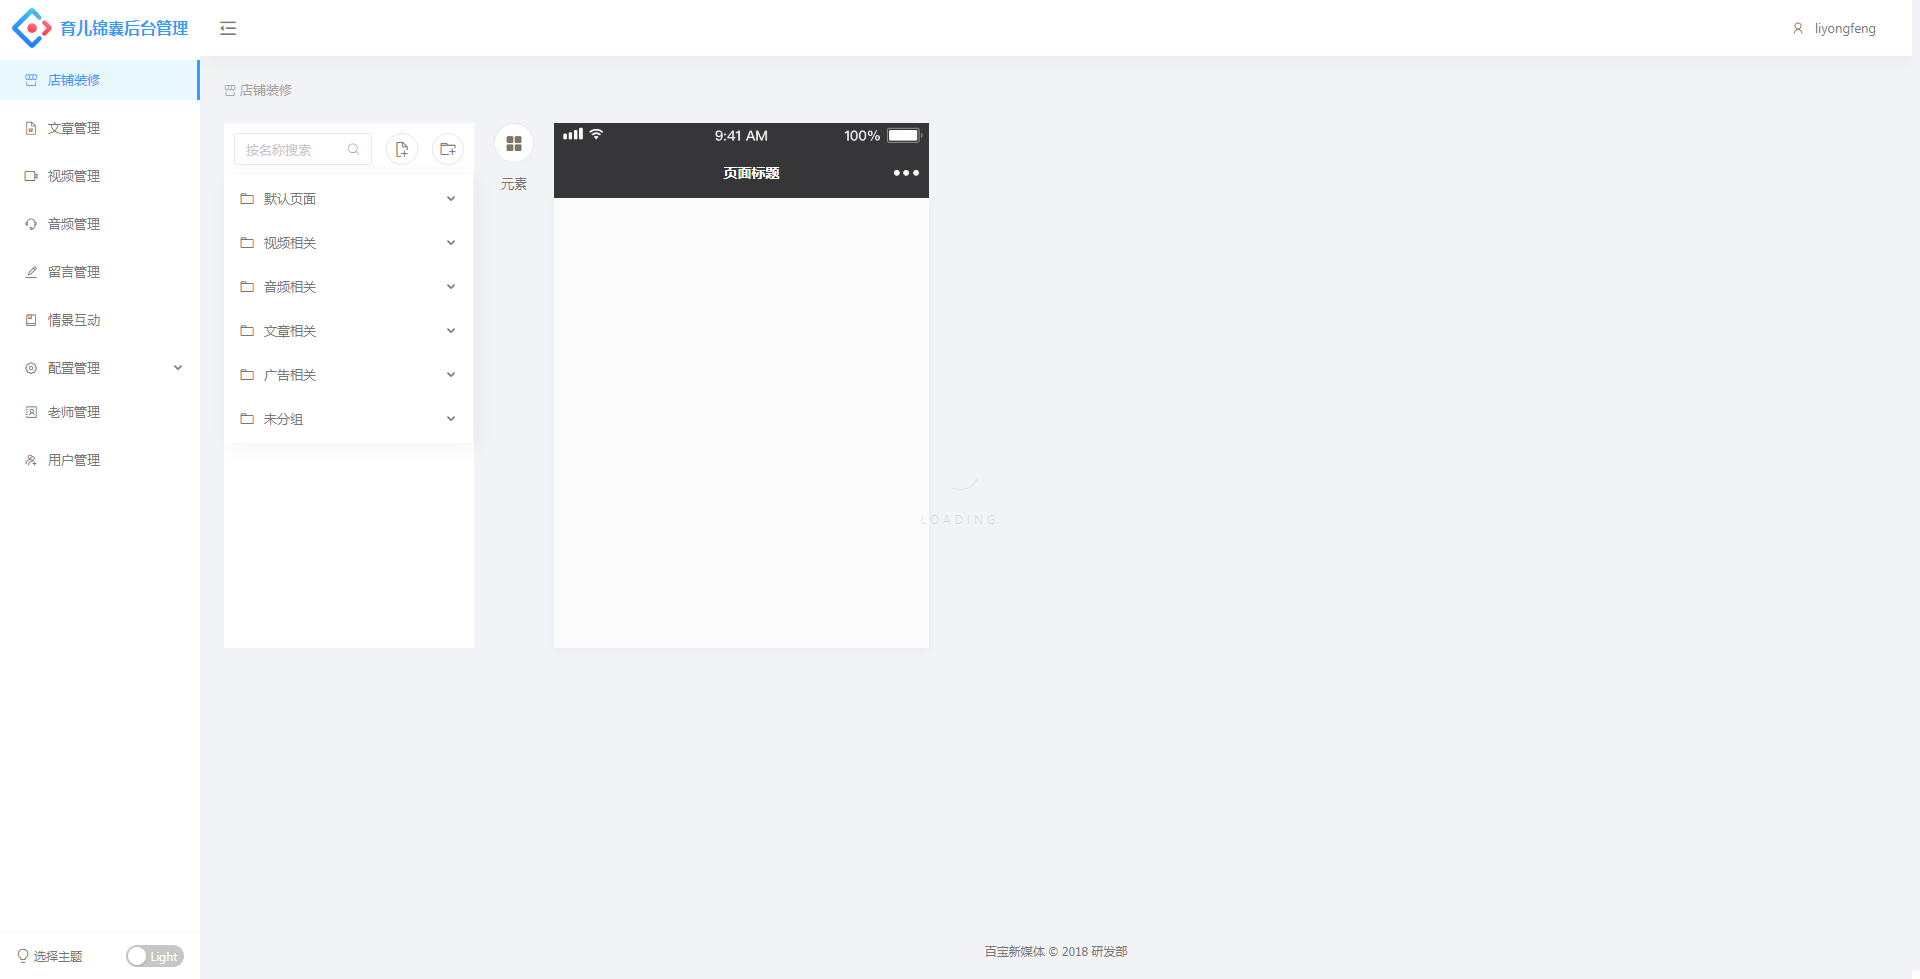 育儿锦囊后台管理
liyongfeng
店铺装修
文章管理
视频管理
音频管理
留言管理
情景互动
配置管理
老师管理
用户管理
选择主题
Light
店铺装修
按名称搜索
默认页面
视频相关
音频相关
文章相关
广告相关
未分组
元素
9:41 AM
100%
页面标题
LOADING
百宝新媒体 © 2018 研发部